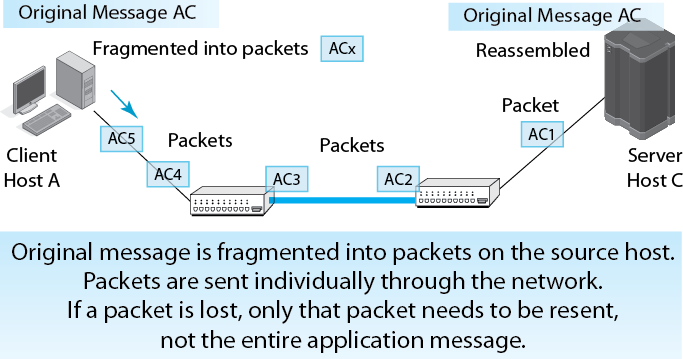 Original Message AC
Original Message AC
Fragmented into packets
ACx
Reassembled
Packet
AC5
Packets
Packets
AC1
Client
Host A
AC4
AC3
AC2
Server
Host C
Original message is fragmented into packets on the source host.
Packets are sent individually through the network.
If a packet is lost, only that packet needs to be resent,
not the entire application message.